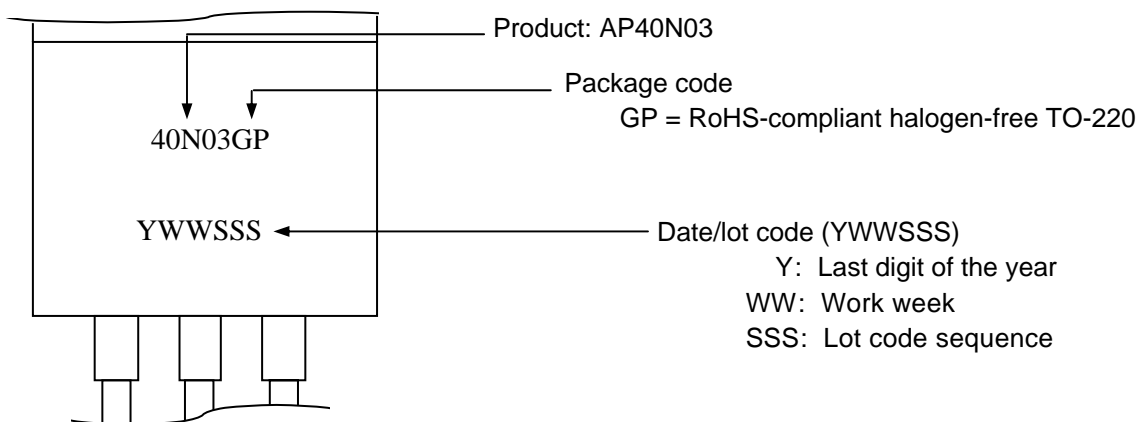 Product: AP40N03
Package code
GP = RoHS-compliant halogen-free TO-220
40N03GP
YWWSSS
Date/lot code (YWWSSS)
Y: Last digit of the year
WW: Work week
SSS: Lot code sequence